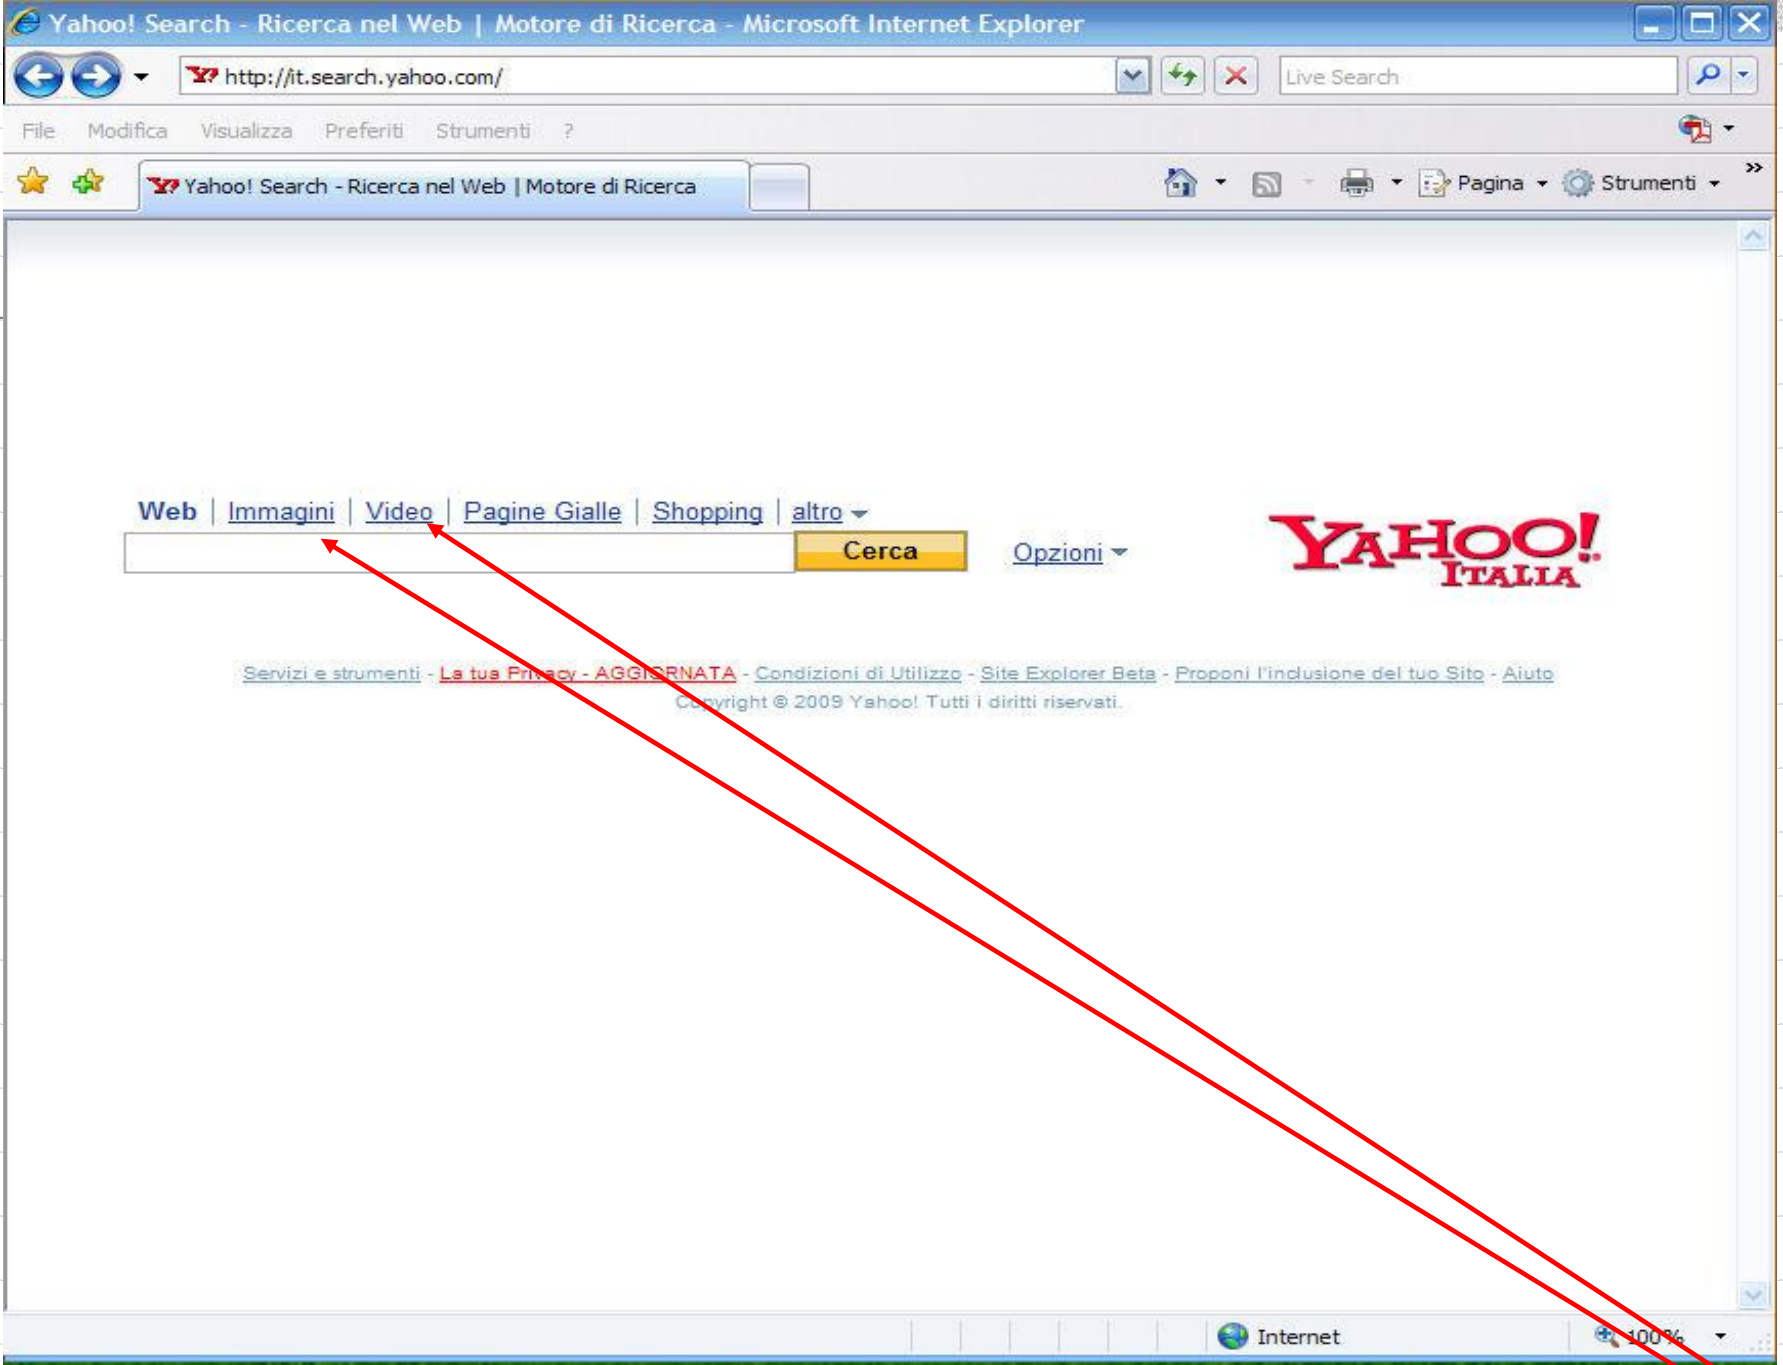 Yahoo! Search - Ricerca nel Web | Motore di Ricerca - Microsoft Internet Explorer
http://it.search.yahoo.com/ Live Search
File Modifica Visualizza Preferiti Strumenti ?
Yahoo! Search - Ricerca nel Web | Motore di Ricerca Pagina Strumenti
Web | Immagini | Video | Pagine Gialle | Shopping | altro
Cerca Opzioni
YAHOO!
ITALIA
Servizi e strumenti - La tua Privacy - AGGIORNATA - Condizioni di Utilizzo - Site Explorer Beta - Proponi l'inclusione del tuo Sito - Aiuto
Copyright © 2009 Yahoo! Tutti i diritti riservati.
Internet 100%